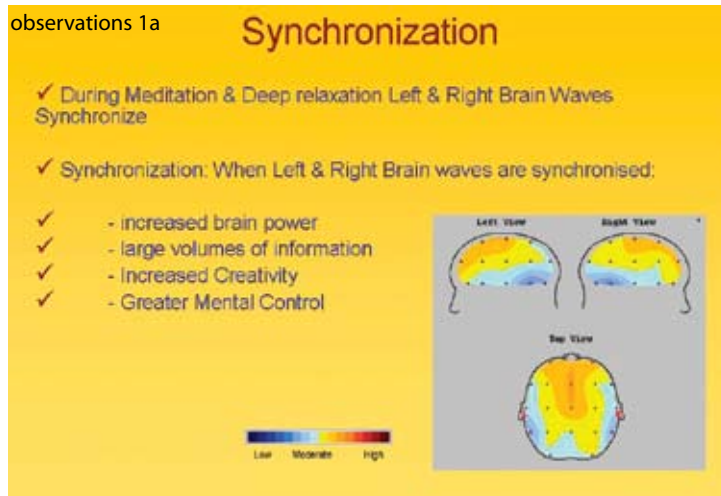 observations 1a
Synchronization
✓ During Meditation & Deep relaxation Left & Right Brain Waves
Synchronize
✓ Synchronization: When Left & Right Brain waves are synchronised:
✓ - increased brain power
✓ - large volumes of information
✓ - Increased Creativity
✓ - Greater Mental Control
Left View Right View
Top View
Low Moderate High